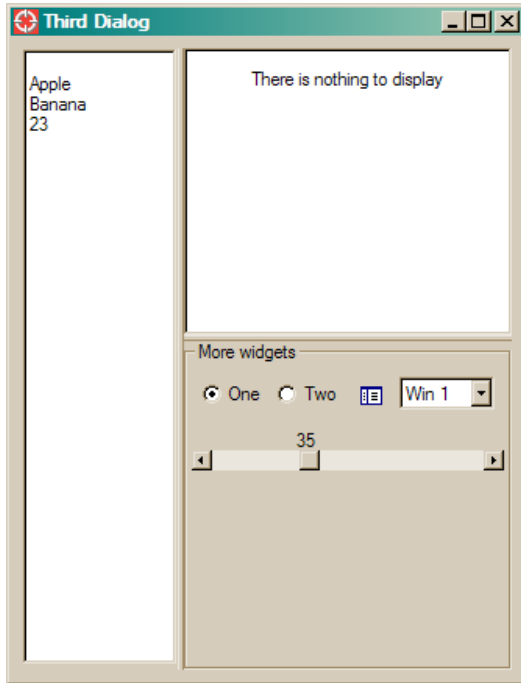 Third Dialog
Apple
Banana
23
There is nothing to display
More widgets
One Two Win 1
35